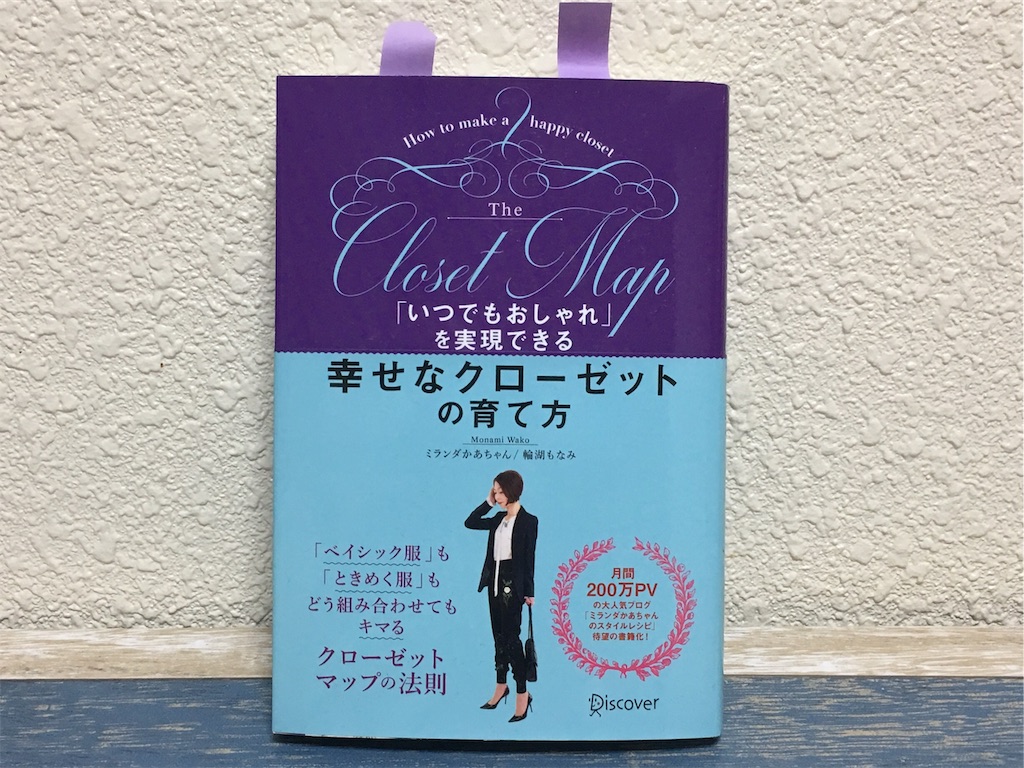 How to make a happy closet
The
Closet Map
「いつでもおしゃれ」
を実現できる
幸せなクローゼット
の育て方
Monami Wako
ミランダかあちゃん/輪湖もなみ
「ベイシック服」も
「ときめく服」も
どう組み合わせても
キマる
クローゼット
マップの法則
月間
200万PV
の大人気ブログ
「ミランダかあちゃん
のスタイルレシピ」
待望の書籍化!
Discover